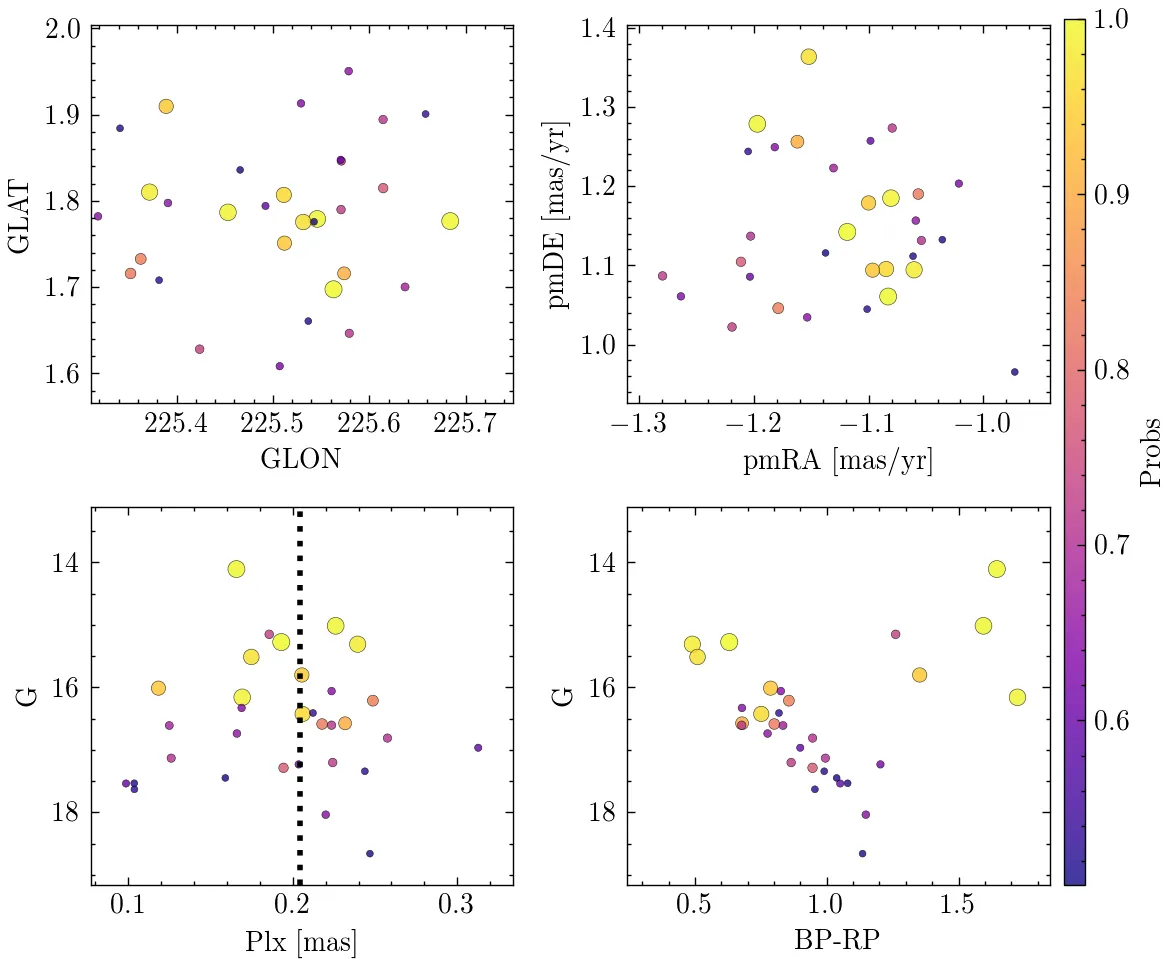 2.0
1.9
1.8
1.7
1.6
GLAT
225.4 225.5 225.6 225.7
GLON
1.4
1.3
1.2
1.1
1.0
pmDE [mas/yr]
−1.3 −1.2 −1.1 −1.0
pmRA [mas/yr]
14
16
18
G
0.1 0.2 0.3
Plx [mas]
14
16
18
G
0.5 1.0 1.5
BP-RP
1.0
0.9
0.8
0.7
0.6
Probs